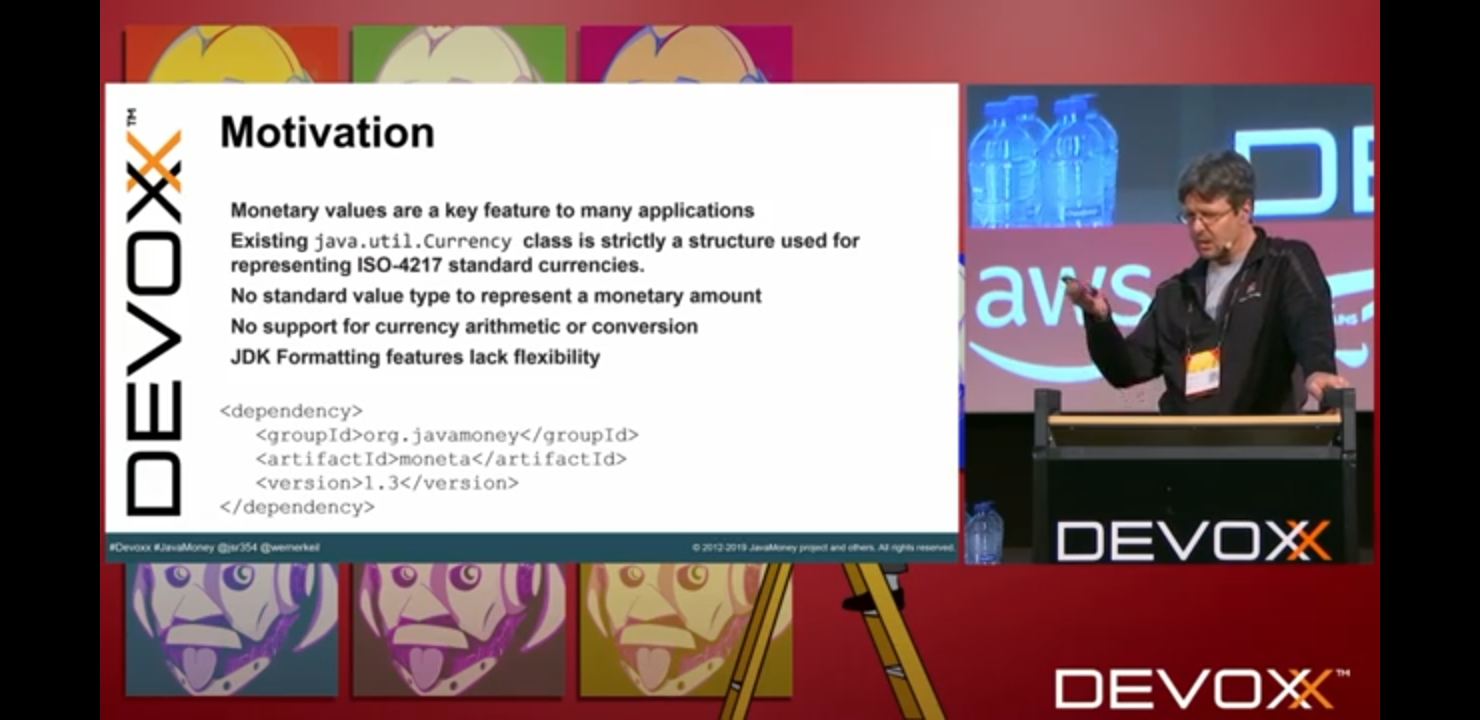 DEVOXX™
Motivation
Monetary values are a key feature to many applications
Existing java.util.Currency class is strictly a structure used for
representing ISO-4217 standard currencies.
No standard value type to represent a monetary amount
No support for currency arithmetic or conversion
JDK Formatting features lack flexibility
<dependency>
<groupId>org.javamoney</groupId>
<artifactId>moneta</artifactId>
<version>1.3</version>
</dependency>
#Devoxx #JavaMoney @jsr354 @wernerkeil
© 2012-2019 JavaMoney project and others. All rights reserved.
DE
aws
DEVOXX
DEVOXX™